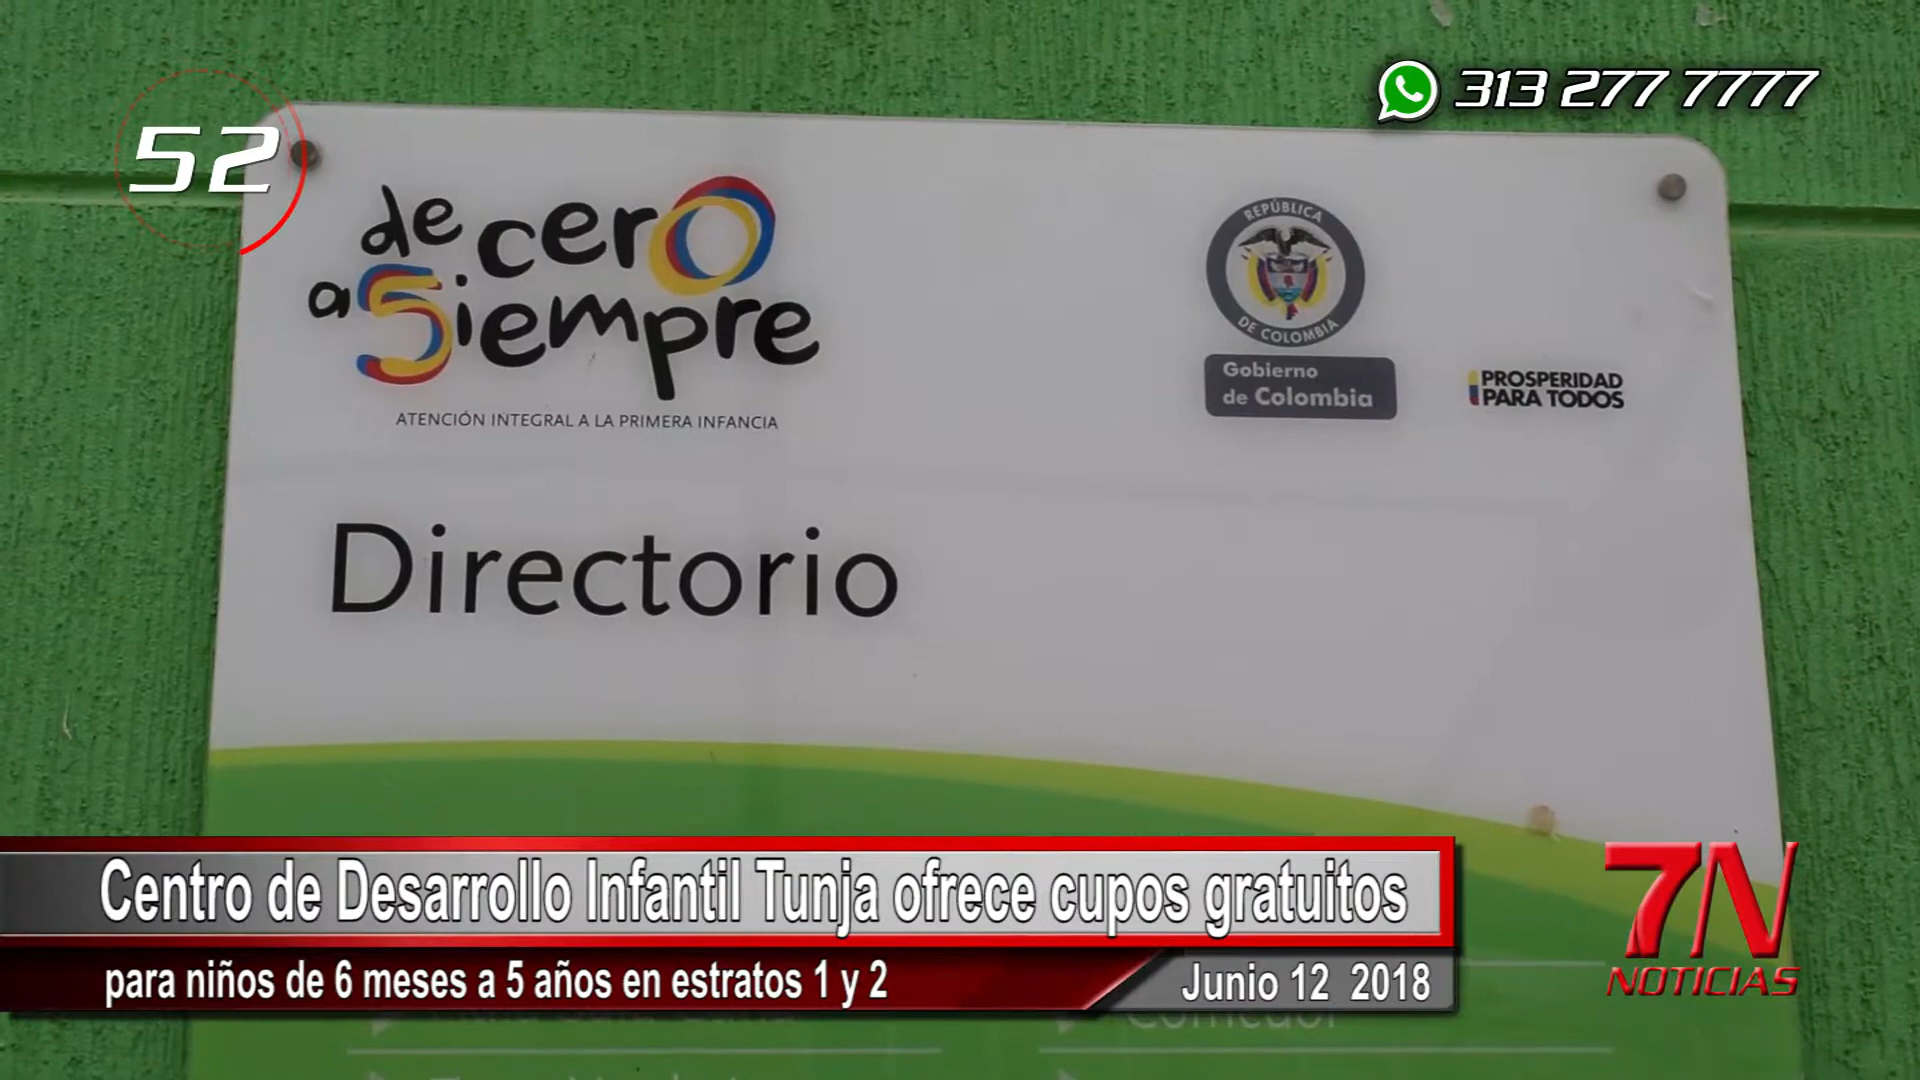 313 277 7777
52
de cero
a Siempre
ATENCIÓN INTEGRAL A LA PRIMERA INFANCIA
REPÚBLICA
DE COLOMBIA
Gobierno
de Colombia
PROSPERIDAD
PARA TODOS
Directorio
Centro de Desarrollo Infantil Tunja ofrece cupos gratuitos
para niños de 6 meses a 5 años en estratos 1 y 2
Junio 12 2018
7N
NOTICIAS
Comedor